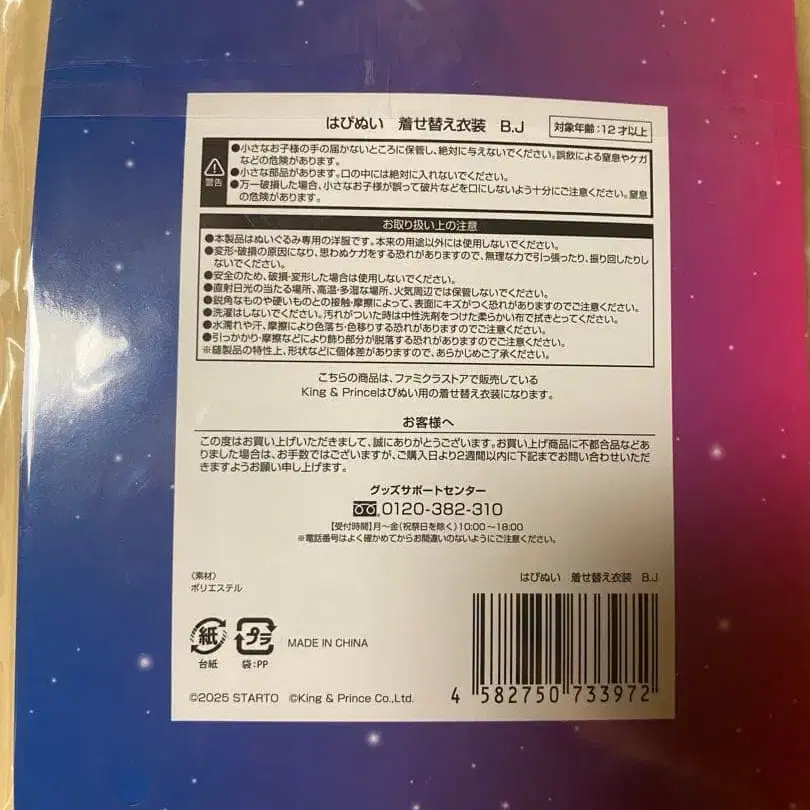 はぴぬい 着せ替え衣装 B.J
対象年齢:12才以上
警告
●小さなお子様の手の届かないところに保管し、絶対に与えないでください。誤飲による窒息やケガ
などの危険があります。
●小さな部品があります。口の中には絶対に入れないでください。
●万一破損した場合、小さなお子様が誤って破片などを口にしないよう十分にご注意ください。窒息
の危険があります。
お取り扱い上の注意
●本製品はぬいぐるみ専用の洋服です。本来の用途以外には使用しないでください。
●変形・破損の原因になり、思わぬケガをする恐れがありますので、無理な力で引っ張ったり、振り回したりし
ないでください。
●安全のため、破損・変形した場合は使用しないでください。
●直射日光の当たる場所、高温・多湿な場所、火気周辺では保管しないでください。
●鋭角なものや硬いものとの接触・摩擦によって、表面にキズがつく恐れがありますのでご注意ください。
●洗濯はしないでください。汚れがついた時は中性洗剤をつけた柔らかい布で拭きとってください。
●水濡れや汗、摩擦により色落ち・色移りする恐れがありますのでご注意ください。
●引っかかり・摩擦などにより飾り部分が脱落する恐れがありますのでご注意ください。
※縫製品の特性上、形状などに個体差がありますので、あらかじめご了承ください。
こちらの商品は、ファミクラストアで販売している
King & Princeはぴぬい用の着せ替え衣装になります。
お客様へ
この度はお買い上げいただきまして、誠にありがとうございます。お買い上げ商品に不都合品などあ
りました場合は、お手数ではございますが、ご購入日より2週間以内に下記までお問い合わせいただ
きますようお願い申し上げます。
グッズサポートセンター
0120-382-310
【受付時間】月～金(祝祭日を除く)10:00～18:00
※電話番号はよく確かめてからお間違いのないようにご注意ください。
〈素材〉
ポリエステル
はぴぬい 着せ替え衣装 B.J
紙
プラ
台紙
袋:PP
MADE IN CHINA
©2025 STARTO ©King & Prince Co.,Ltd.
4 582750 733972